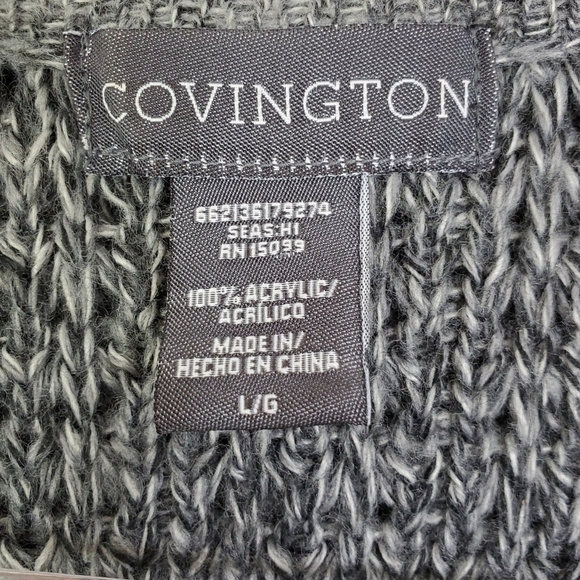 COVINGTON
662136179274
SEAS:H1
RN 15099
100% ACRYLIC/
ACRÍLICO
MADE IN/
HECHO EN CHINA
L/G